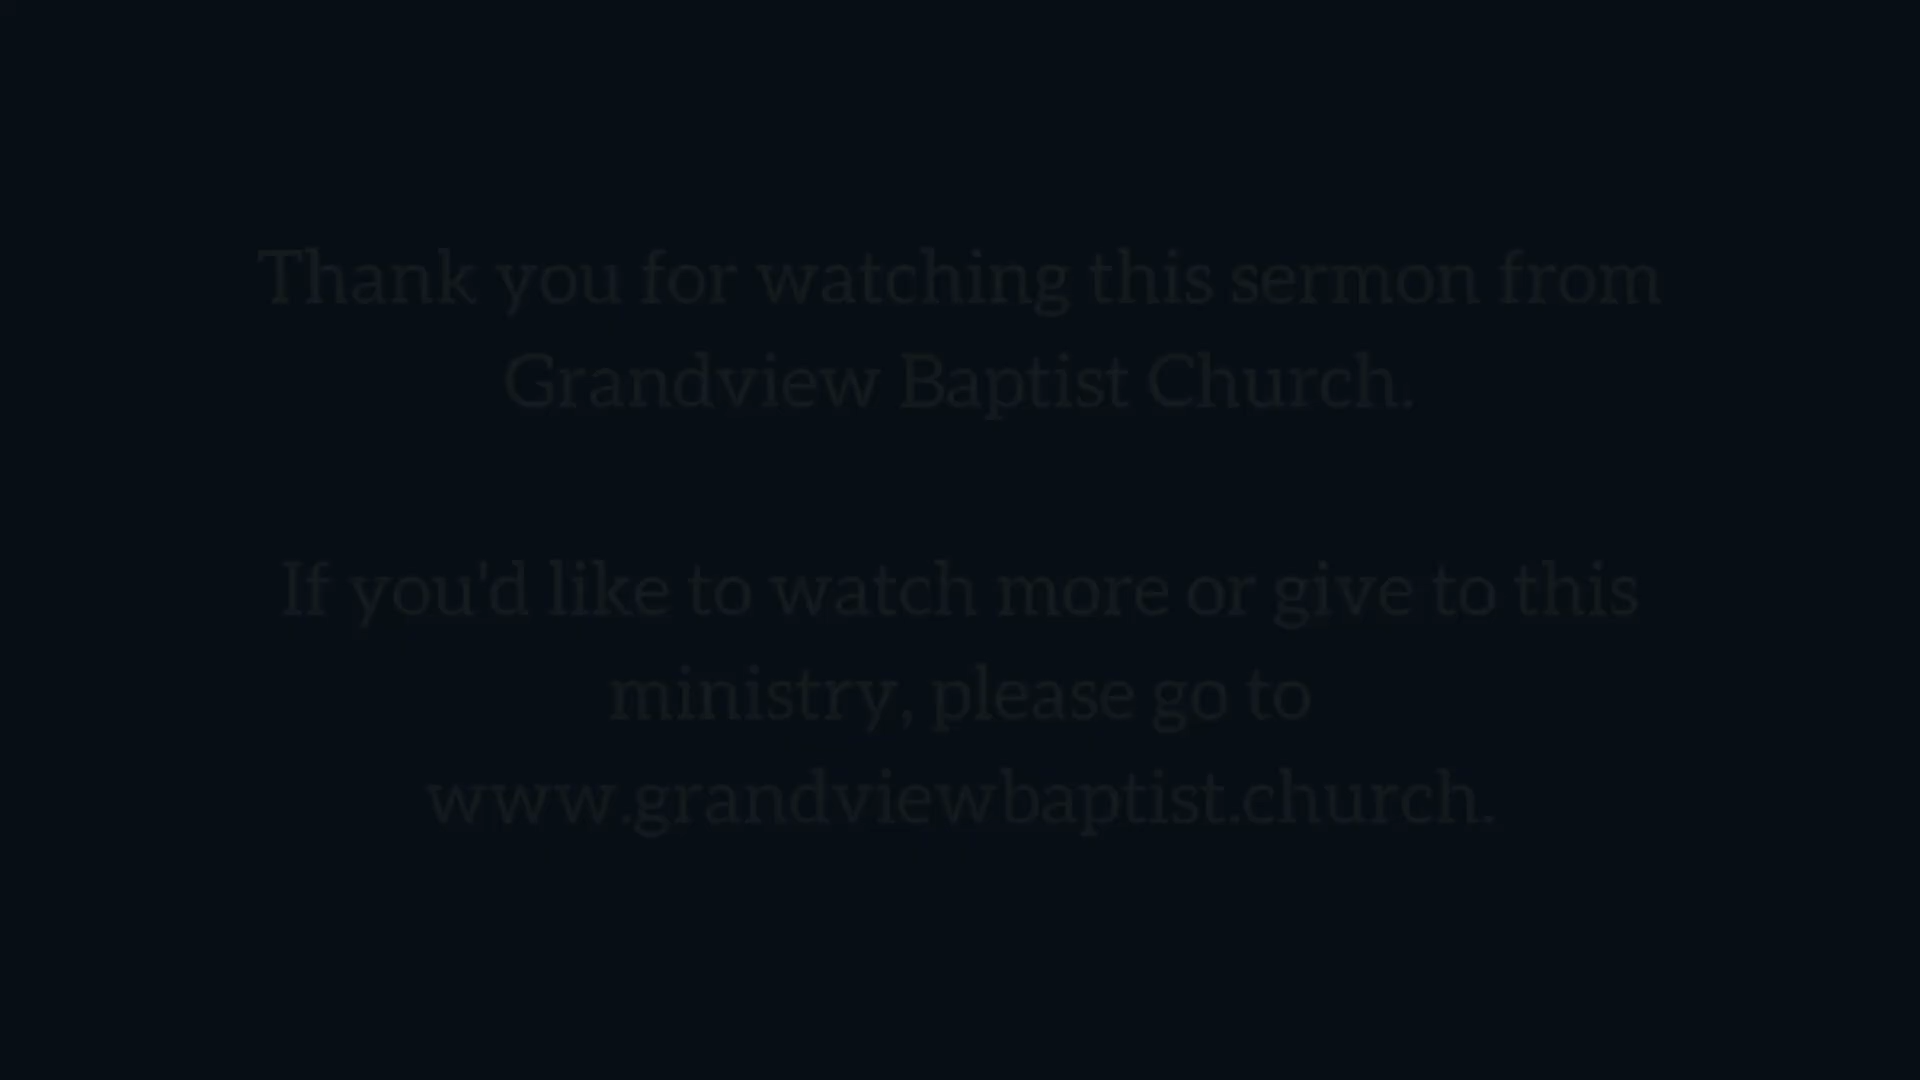 Thank you for watching this sermon from
Grandview Baptist Church.
If you'd like to watch more or give to this
ministry, please go to
www.grandviewbaptist.church.